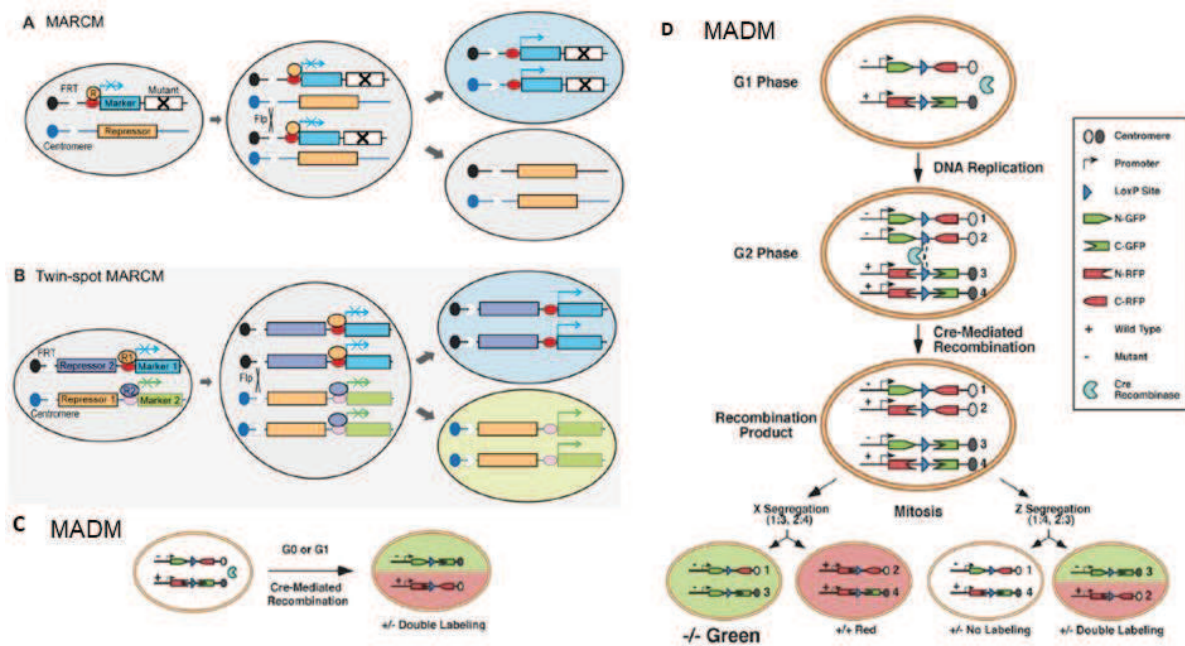 A MARCM
FRT
Mutant
R
Marker
X
Repressor
Centromere
Flp
X
X
X
X
B Twin-spot MARCM
FRT
Repressor 2
R1
Marker 1
R2
Repressor 1
Marker 2
Centromere
Flp
C MADM
G0 or G1
Cre-Mediated
Recombination
+/- Double Labeling
-
+
D MADM
G1 Phase
-
+
DNA Replication
G2 Phase
- 1
- 2
+ 3
+ 4
Cre-Mediated
Recombination
Recombination
Product
- 1
+ 2
- 3
+ 4
X Segregation
(1:3, 2:4)
Mitosis
Z Segregation
(1:4, 2:3)
- 1
- 3
-/- Green
+ 2
+ 4
+/+ Red
- 1
+ 4
+/- No Labeling
- 3
+ 2
+/- Double Labeling
Centromere
Promoter
LoxP Site
N-GFP
C-GFP
N-RFP
C-RFP
+ Wild Type
- Mutant
Cre
Recombinase